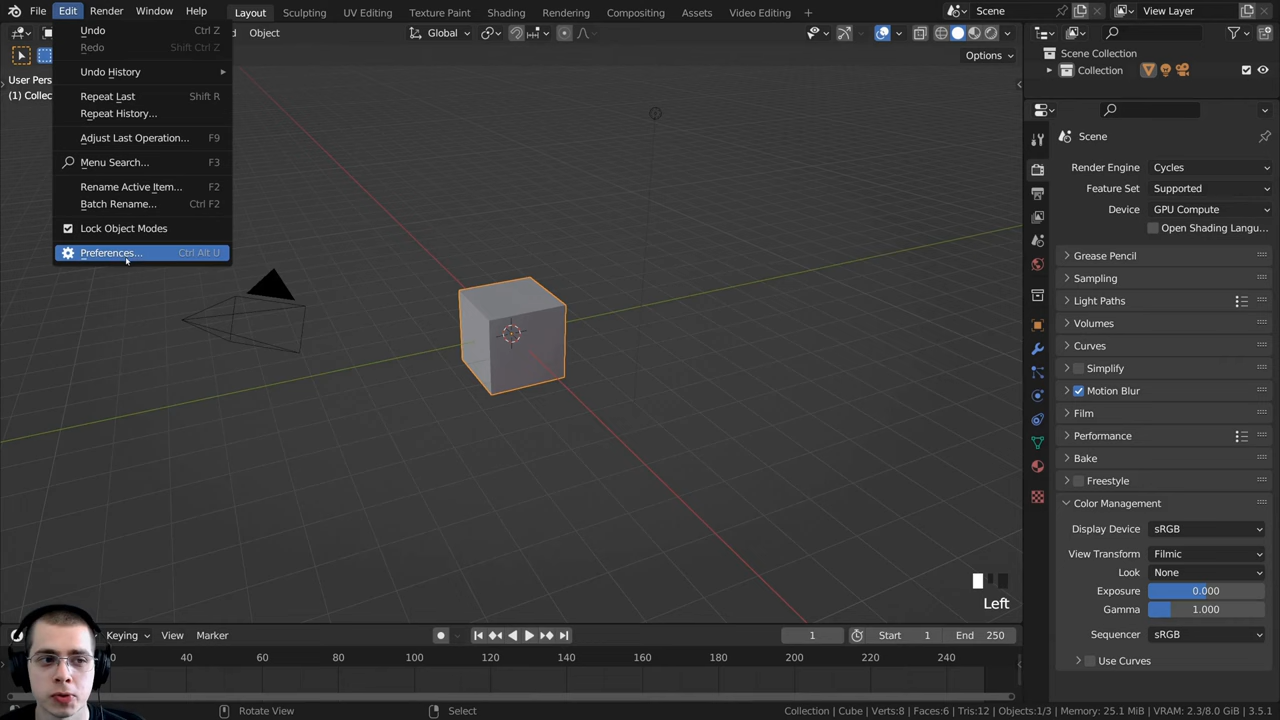 File Edit Render Window Help Layout Sculpting UV Editing Texture Paint Shading Rendering Compositing Assets Video Editing Scene View Layer
Object Global
Options
User Pers
(1) Collec
Undo Ctrl Z
Redo Shift Ctrl Z
Undo History
Repeat Last Shift R
Repeat History...
Adjust Last Operation... F9
Menu Search... F3
Rename Active Item... F2
Batch Rename... Ctrl F2
Lock Object Modes
Preferences... Ctrl Alt U
Scene Collection
Collection
Scene
Render Engine Cycles
Feature Set Supported
Device GPU Compute
Open Shading Langu...
Grease Pencil
Sampling
Light Paths
Volumes
Curves
Simplify
Motion Blur
Film
Performance
Bake
Freestyle
Color Management
Display Device sRGB
View Transform Filmic
Look None
Exposure 0.000
Gamma 1.000
Sequencer sRGB
Use Curves
Left
Keying View Marker 1 Start 1 End 250
0 40 60 80 100 120 140 160 180 200 220 240
Rotate View Select Collection | Cube | Verts:8 | Faces:6 | Tris:12 | Objects:1/3 | Memory: 25.1 MiB | VRAM: 2.3/8.0 GiB | 3.5.1